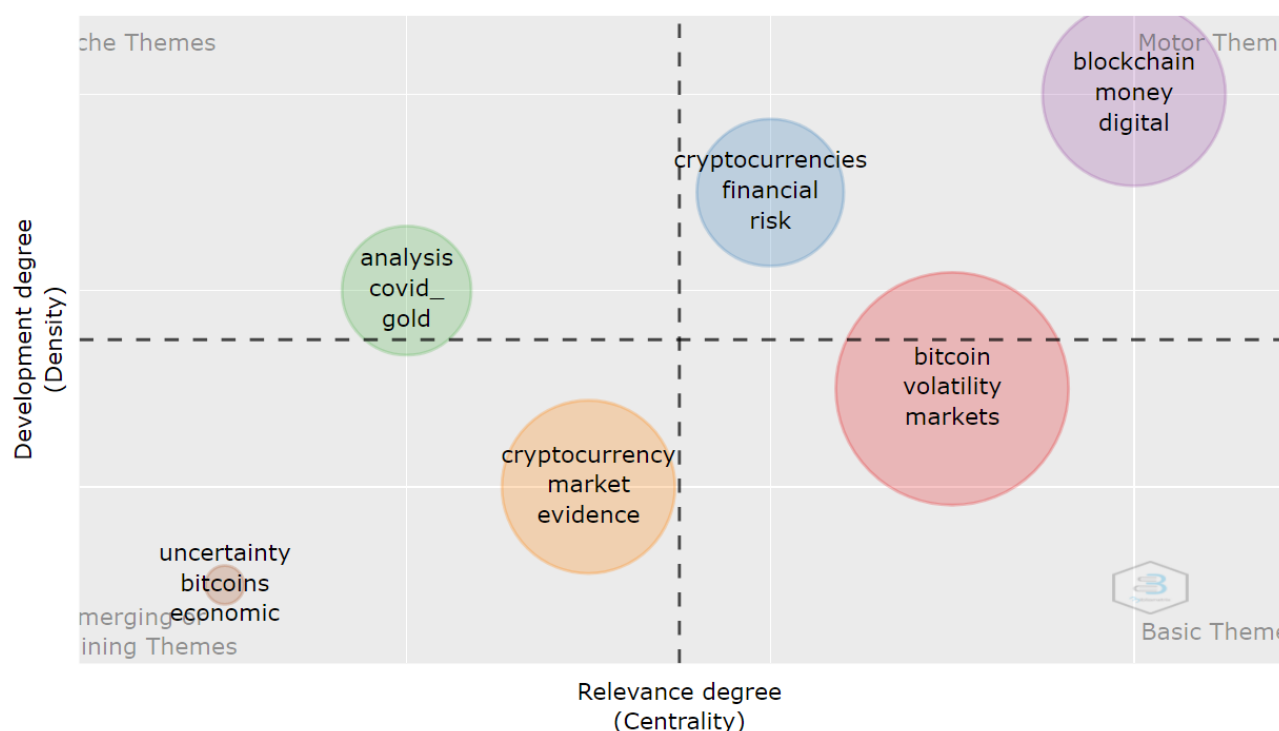 che Themes
Motor Them
blockchain
money
digital
cryptocurrencies
financial
risk
analysis
covid_
gold
bitcoin
volatility
markets
cryptocurrency
market
evidence
uncertainty
bitcoins
economic
merging or
ining Themes
Basic Theme
Development degree
(Density)
Relevance degree
(Centrality)